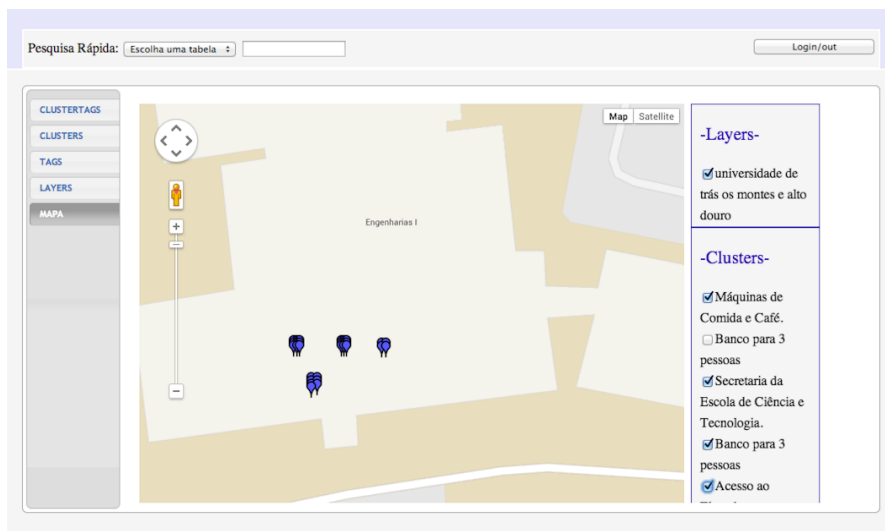 Pesquisa Rápida: Escolha uma tabela
Login/out
CLUSTERTAGS
CLUSTERS
TAGS
LAYERS
MAPA
Map Satellite
Engenharias I
-Layers-
universidade de
trás os montes e alto
douro
-Clusters-
Máquinas de
Comida e Café.
Banco para 3
pessoas
Secretaria da
Escola de Ciência e
Tecnologia.
Banco para 3
pessoas
Acesso ao